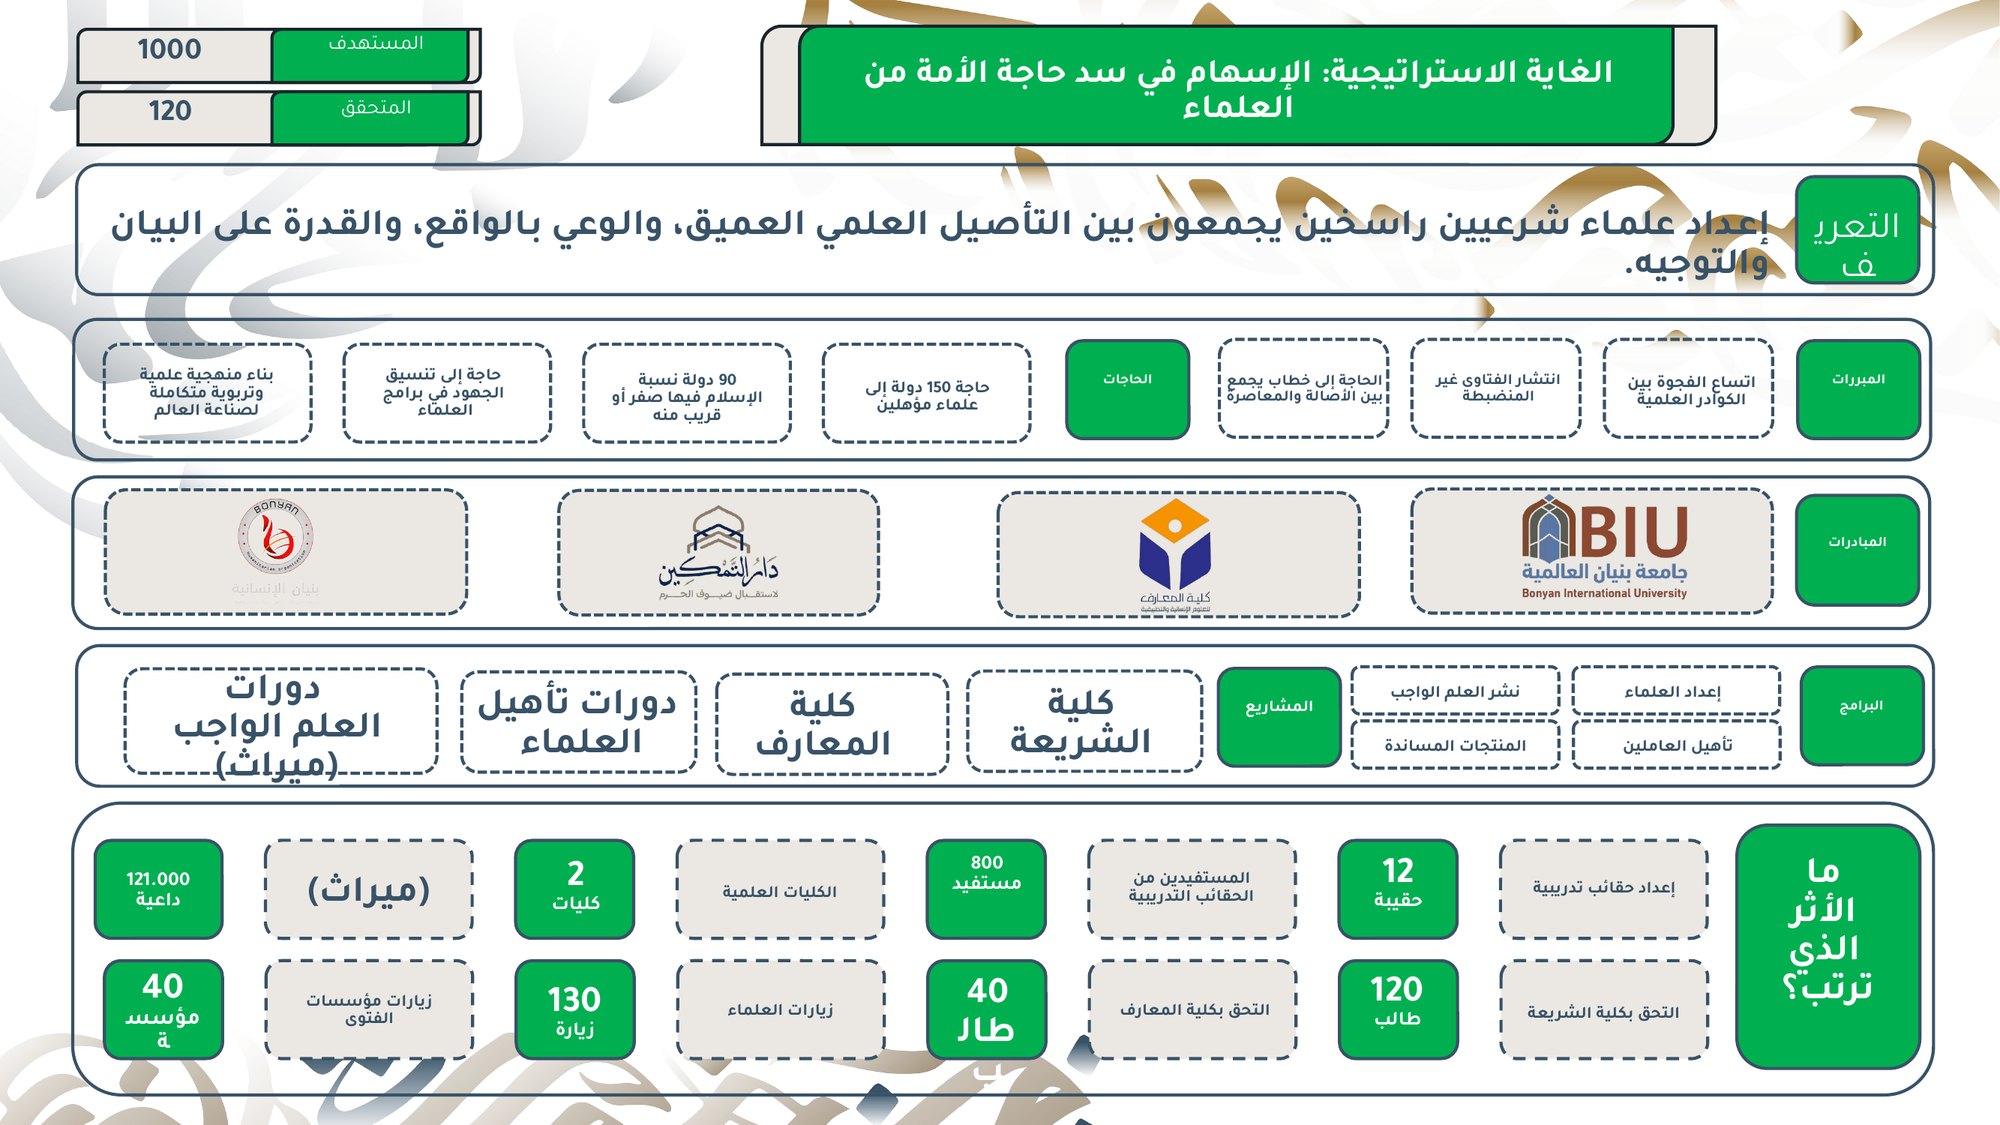 الغاية الاستراتيجية: الإسهام في سد حاجة الأمة من
العلماء
المستهدف
1000
المتحقق
120
التعريف
إعداد علماء شرعيين راسخين يجمعون بين التأصيل العلمي العميق، والوعي بالواقع، والقدرة على البيان
والتوجيه.
المبررات
اتساع الفجوة بين
الكوادر العلمية
انتشار الفتاوى غير
المنضبطة
الحاجة إلى خطاب يجمع
بين الأصالة والمعاصرة
الحاجات
حاجة 150 دولة إلى
علماء مؤهلين
90 دولة نسبة
الإسلام فيها صفر أو
قريب منه
حاجة إلى تنسيق
الجهود في برامج
العلماء
بناء منهجية علمية
وتربوية متكاملة
لصناعة العالم
المبادرات
BIU
جامعة بنيان العالمية
Bonyan International University
كلية المعارف
للعلوم الإنسانية والتطبيقية
دار التمكين
لاستقبال ضيوف الحرم
BONYAN
humanitarian organization
بنيان الإنسانية
البرامج
إعداد العلماء
نشر العلم الواجب
تأهيل العاملين
المنتجات المساندة
المشاريع
كلية
الشريعة
كلية
المعارف
دورات تأهيل
العلماء
دورات
العلم الواجب
(ميراث)
ما
الأثر
الذي
ترتب؟
إعداد حقائب تدريبية
12
حقيبة
المستفيدين من
الحقائب التدريبية
800
مستفيد
الكليات العلمية
2
كليات
(ميراث)
121.000
داعية
التحق بكلية الشريعة
120
طالب
التحق بكلية المعارف
40
طالب
زيارات العلماء
130
زيارة
زيارات مؤسسات
الفتوى
40
مؤسسة